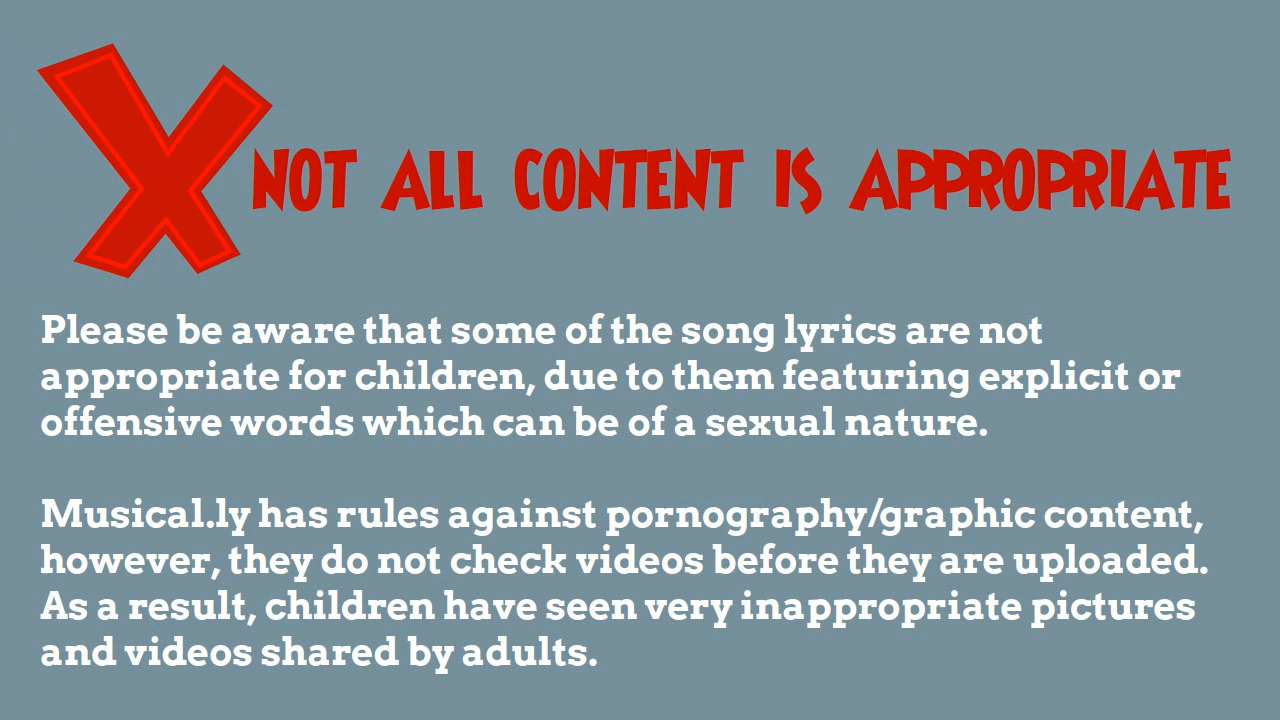 X NOT ALL CONTENT IS APPROPRIATE
Please be aware that some of the song lyrics are not
appropriate for children, due to them featuring explicit or
offensive words which can be of a sexual nature.
Musical.ly has rules against pornography/graphic content,
however, they do not check videos before they are uploaded.
As a result, children have seen very inappropriate pictures
and videos shared by adults.